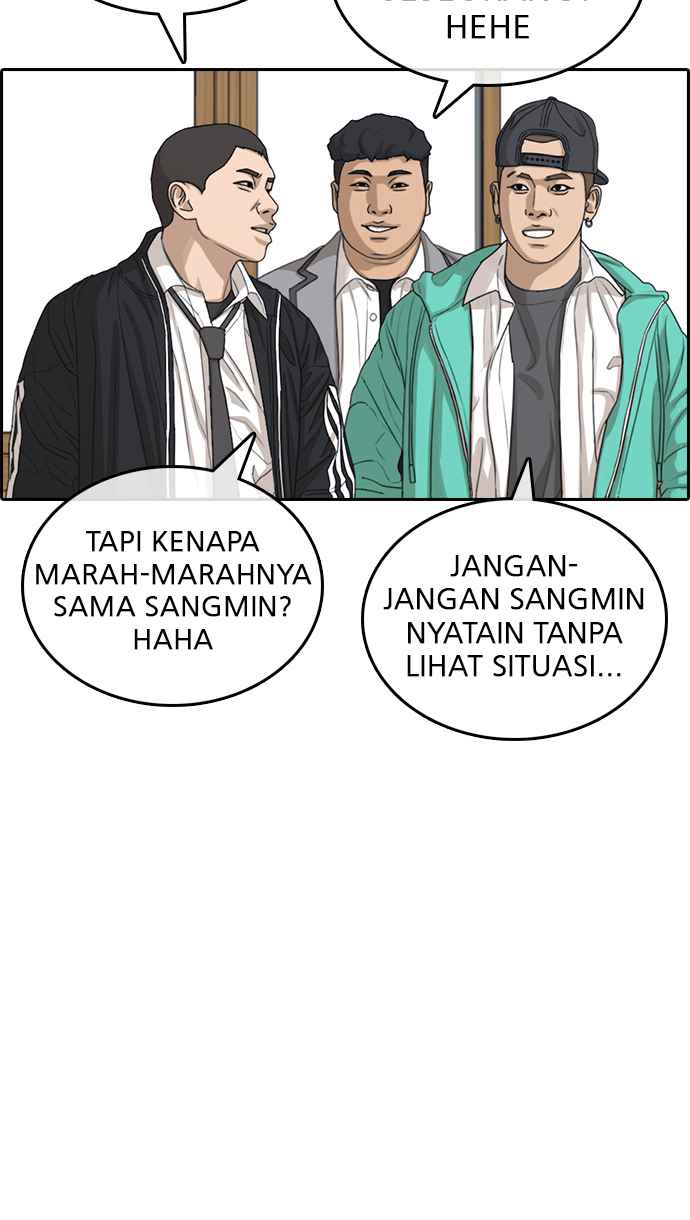 HEHE
TAPI KENAPA
MARAH-MARAHNYA
SAMA SANGMIN?
HAHA
JANGAN-
JANGAN SANGMIN
NYATAIN TANPA
LIHAT SITUASI...